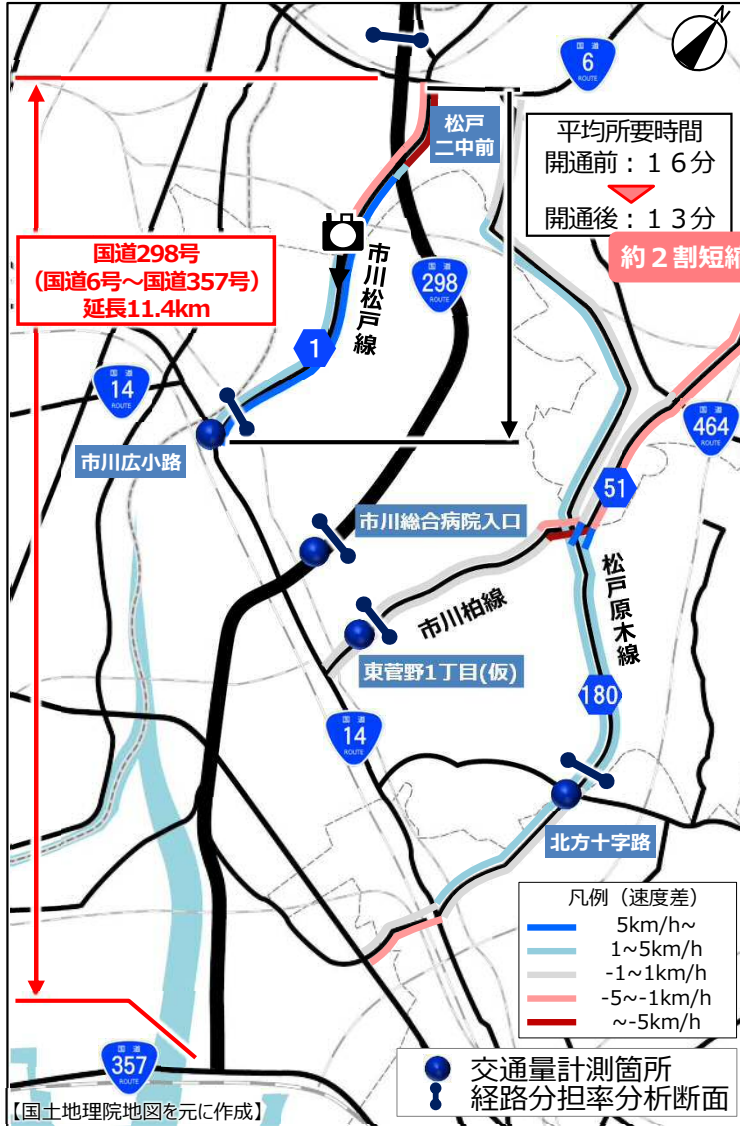 N
国道
6
ROUTE
松戸
二中前
平均所要時間
開通前：１６分
開通後：１３分
約２割短縮
国道298号
（国道6号～国道357号）
延長11.4km
市川松戸線
国道
298
ROUTE
1
国道
14
ROUTE
国道
464
ROUTE
市川広小路
51
市川総合病院入口
松戸原木線
市川柏線
東菅野1丁目(仮)
180
国道
14
ROUTE
北方十字路
凡例（速度差）
5km/h~
1~5km/h
-1~1km/h
-5~-1km/h
~-5km/h
国道
357
ROUTE
交通量計測箇所
経路分担率分析断面
【国土地理院地図を元に作成】